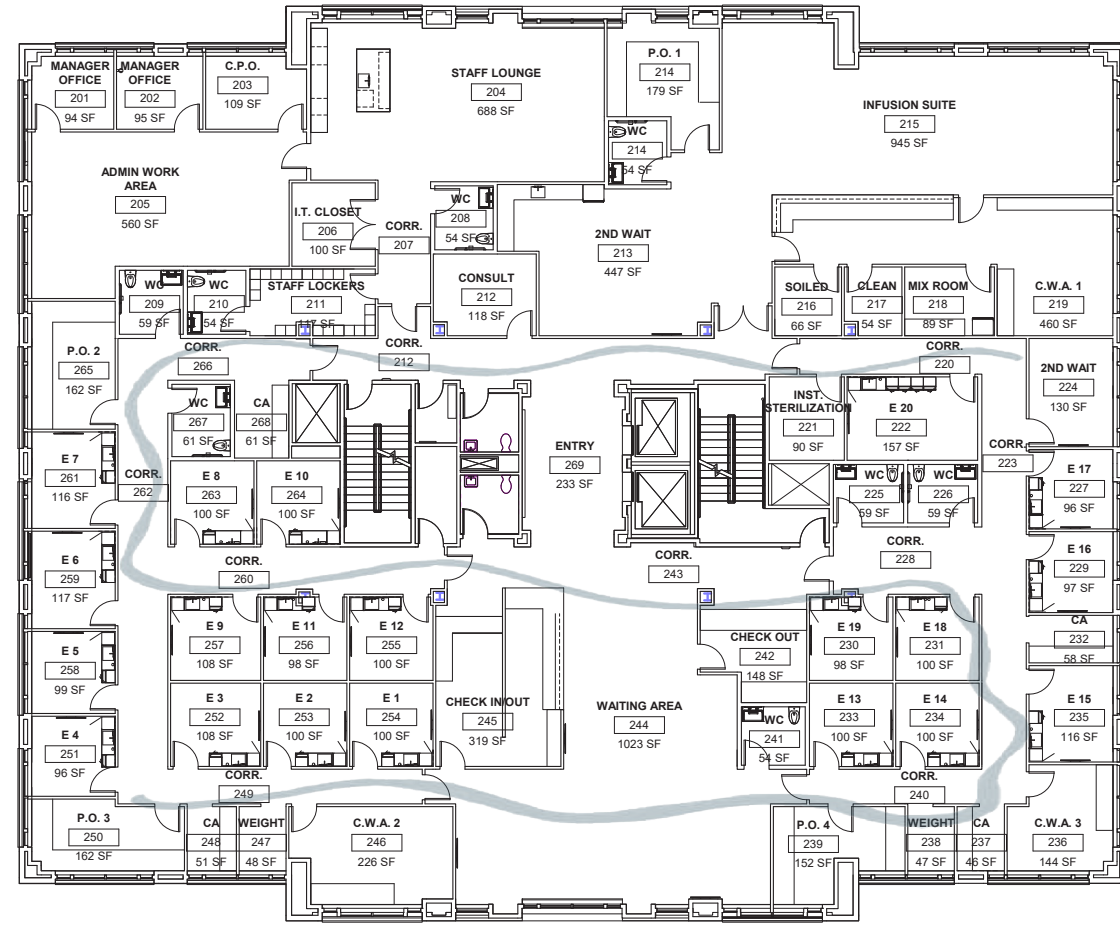 MANAGER
OFFICE
201
94 SF
MANAGER
OFFICE
202
95 SF
C.P.O.
203
109 SF
STAFF LOUNGE
204
688 SF
P.O. 1
214
179 SF
INFUSION SUITE
215
945 SF
WC
214
54 SF
ADMIN WORK
AREA
205
560 SF
I.T. CLOSET
206
100 SF
CORR.
207
WC
208
54 SF
2ND WAIT
213
447 SF
WC
209
59 SF
WC
210
54 SF
STAFF LOCKERS
211
117 SF
CONSULT
212
118 SF
SOILED
216
66 SF
CLEAN
217
54 SF
MIX ROOM
218
89 SF
C.W.A. 1
219
460 SF
P.O. 2
265
162 SF
CORR.
266
CORR.
212
CORR.
220
2ND WAIT
224
130 SF
WC
267
61 SF
CA
268
61 SF
INST.
STERILIZATION
221
90 SF
E 20
222
157 SF
ENTRY
269
233 SF
CORR.
223
E 7
261
116 SF
CORR.
262
E 8
263
100 SF
E 10
264
100 SF
WC
225
59 SF
WC
226
59 SF
E 17
227
96 SF
E 6
259
117 SF
CORR.
260
CORR.
243
CORR.
228
E 16
229
97 SF
E 9
257
108 SF
E 11
256
98 SF
E 12
255
100 SF
CHECK OUT
242
148 SF
E 19
230
98 SF
E 18
231
100 SF
CA
232
58 SF
E 5
258
99 SF
E 3
252
108 SF
E 2
253
100 SF
E 1
254
100 SF
CHECK IN/OUT
245
319 SF
WAITING AREA
244
1023 SF
WC
241
54 SF
E 13
233
100 SF
E 14
234
100 SF
E 15
235
116 SF
E 4
251
96 SF
CORR.
249
CORR.
240
P.O. 3
250
162 SF
CA
248
51 SF
WEIGHT
247
48 SF
C.W.A. 2
246
226 SF
P.O. 4
239
152 SF
WEIGHT
238
47 SF
CA
237
46 SF
C.W.A. 3
236
144 SF